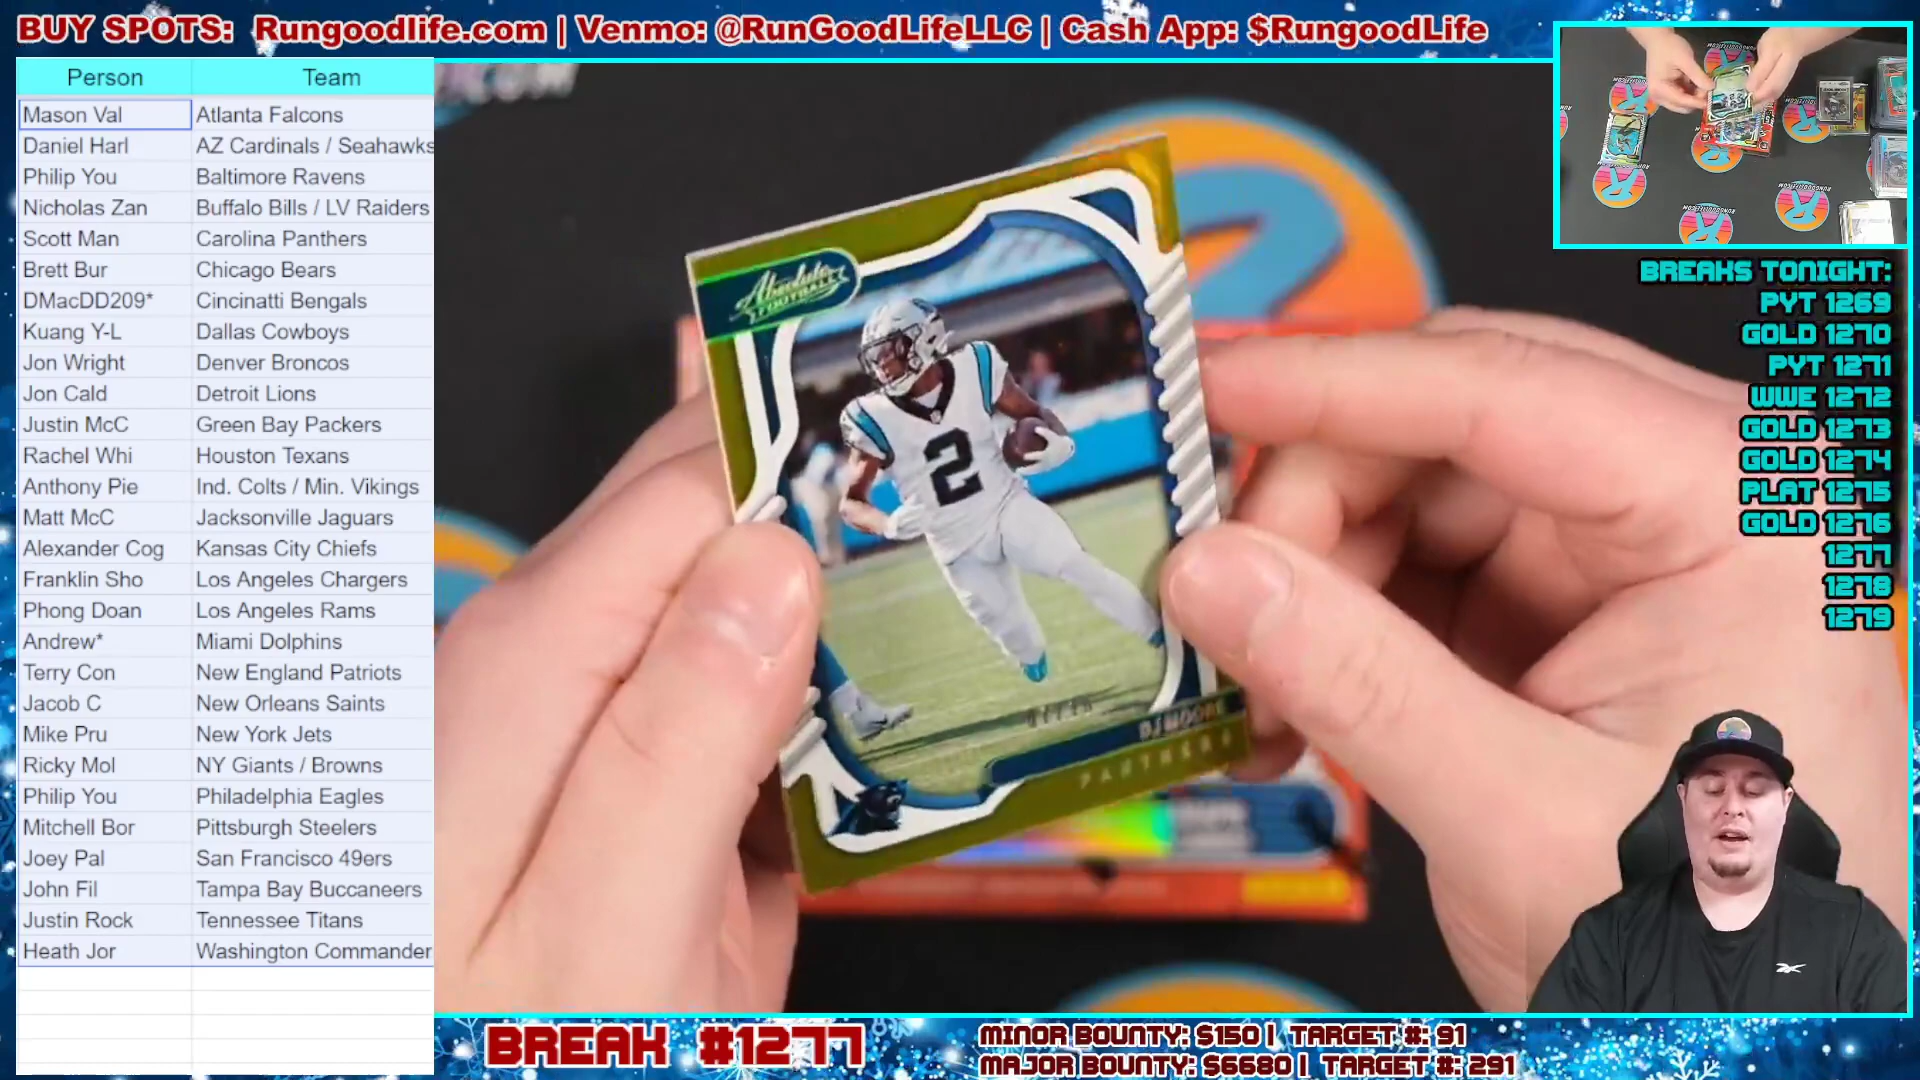 BUY SPOTS: Rungoodlife.com | Venmo: @RunGoodLifeLLC | Cash App: $RungoodLife
Person Team
Mason Val Atlanta Falcons
Daniel Harl AZ Cardinals / Seahawks
Philip You Baltimore Ravens
Nicholas Zan Buffalo Bills / LV Raiders
Scott Man Carolina Panthers
Brett Bur Chicago Bears
DMacDD209* Cincinatti Bengals
Kuang Y-L Dallas Cowboys
Jon Wright Denver Broncos
Jon Cald Detroit Lions
Justin McC Green Bay Packers
Rachel Whi Houston Texans
Anthony Pie Ind. Colts / Min. Vikings
Matt McC Jacksonville Jaguars
Alexander Cog Kansas City Chiefs
Franklin Sho Los Angeles Chargers
Phong Doan Los Angeles Rams
Andrew* Miami Dolphins
Terry Con New England Patriots
Jacob C New Orleans Saints
Mike Pru New York Jets
Ricky Mol NY Giants / Browns
Philip You Philadelphia Eagles
Mitchell Bor Pittsburgh Steelers
Joey Pal San Francisco 49ers
John Fil Tampa Bay Buccaneers
Justin Rock Tennessee Titans
Heath Jor Washington Commander
Absolute
FOOTBALL
2
DJ MOORE
PANTHERS
BREAKS TONIGHT:
PYT 1269
GOLD 1270
PYT 1271
WWE 1272
GOLD 1273
GOLD 1274
PLAT 1275
GOLD 1276
1277
1278
1279
BREAK #1277
MINOR BOUNTY: $150 | TARGET #: 91
MAJOR BOUNTY: $6680 | TARGET #: 291